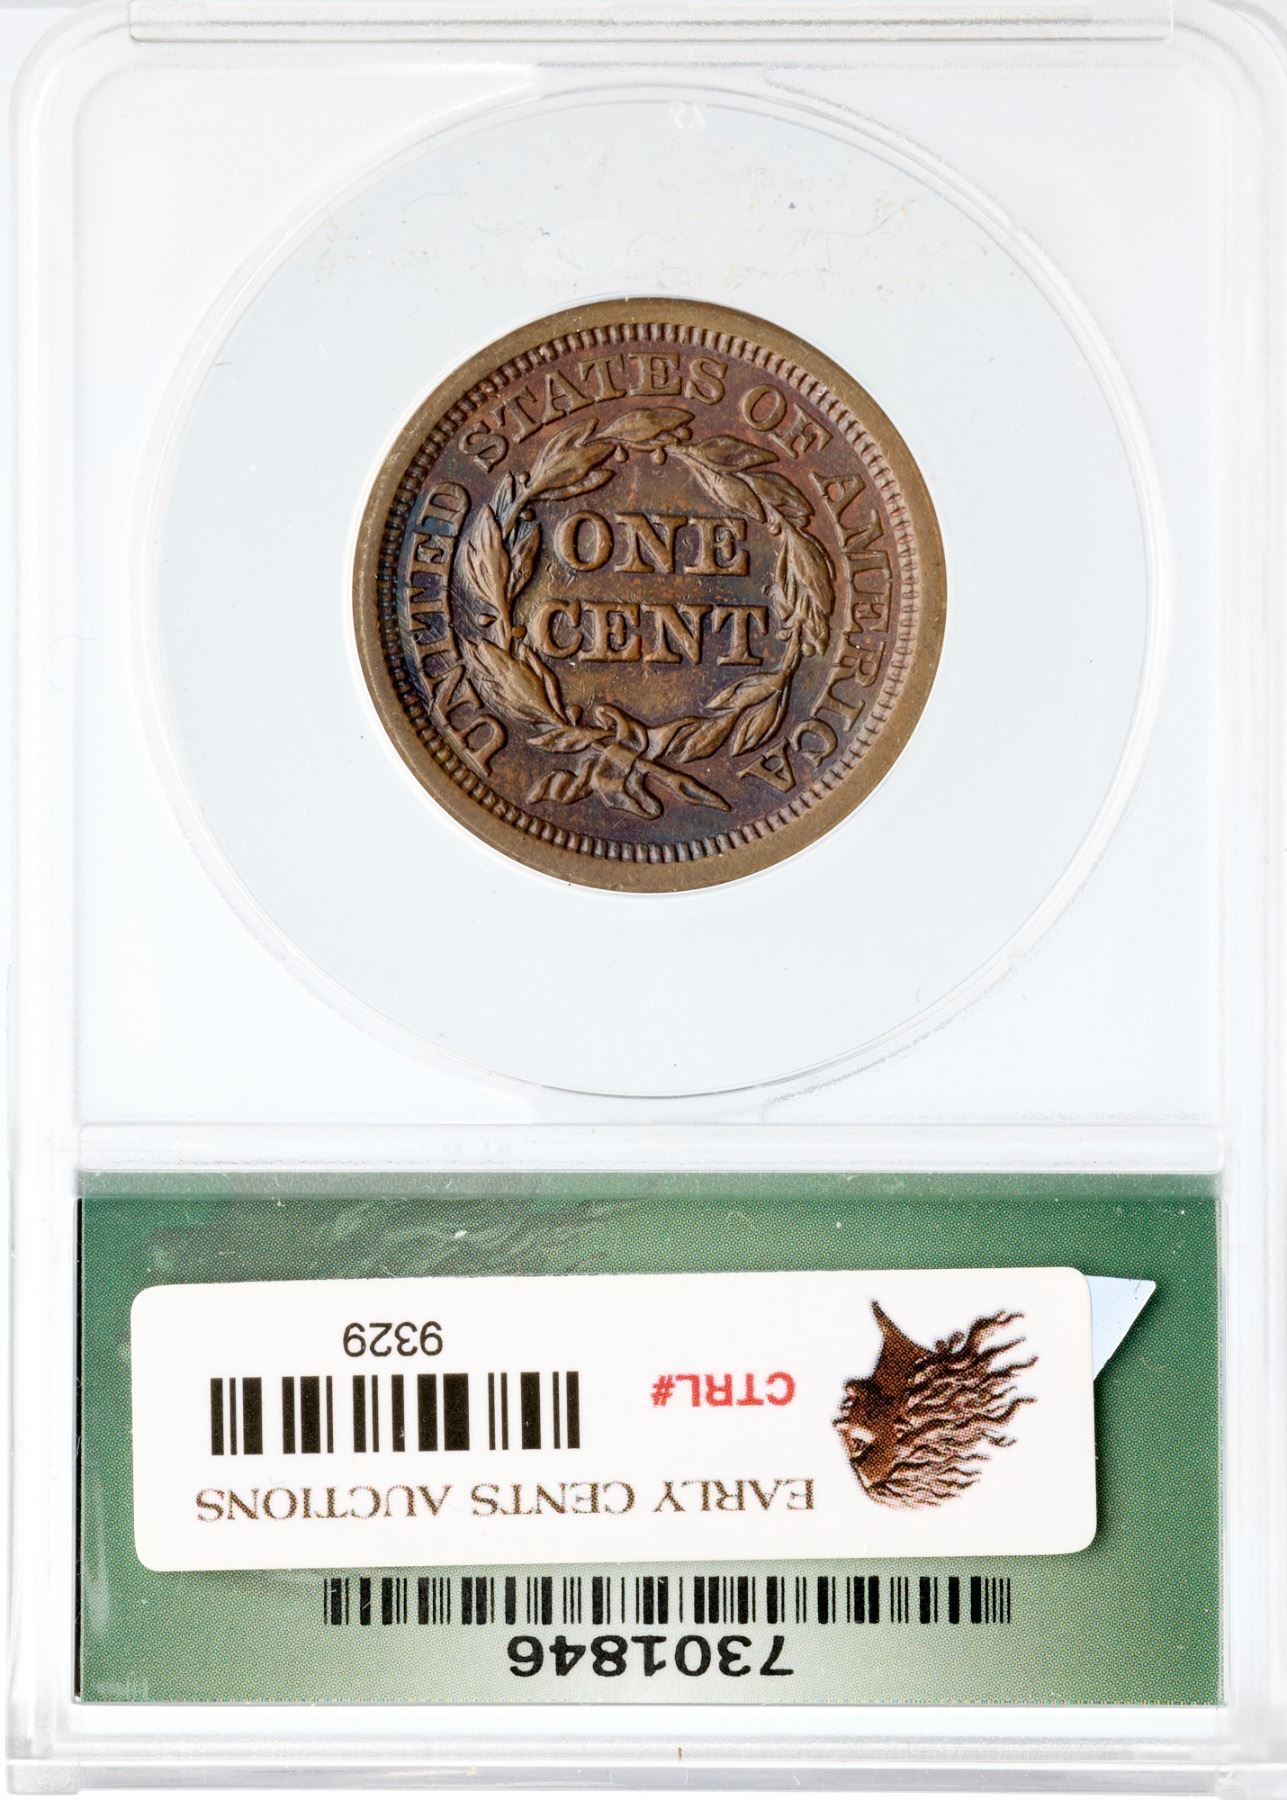 UNITED STATES OF AMERICA
ONE
CENT
EARLY CENTS AUCTIONS
CTRL#
9329
7301846